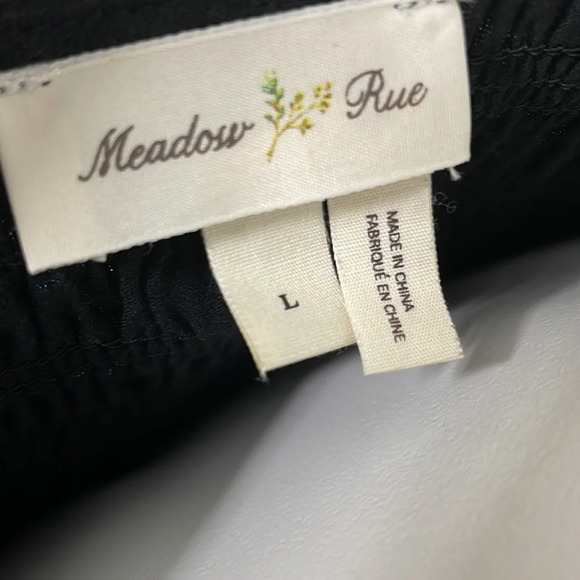 Meadow Rue
L
MADE IN CHINA
FABRIQUÉ EN CHINE